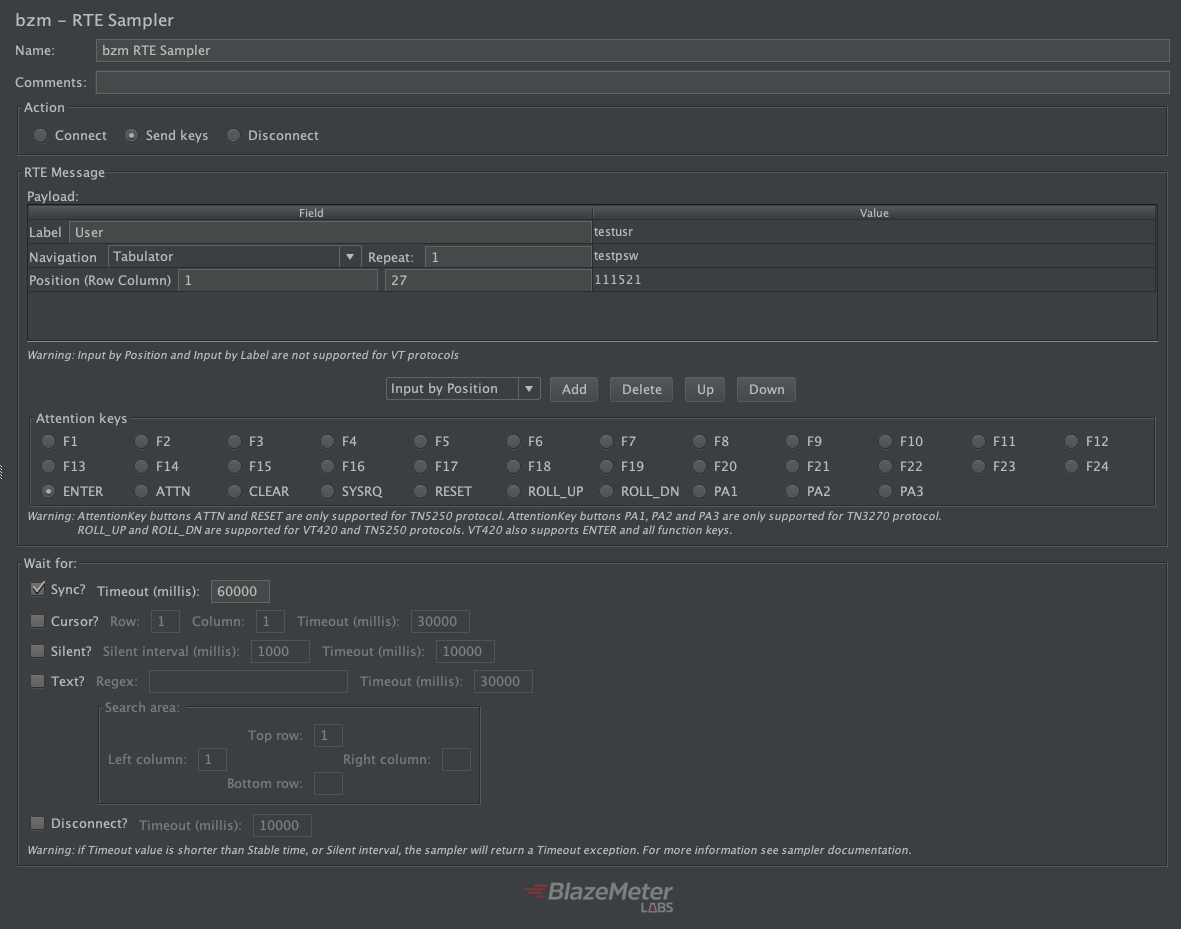 bzm – RTE Sampler
Name: bzm RTE Sampler
Comments:
Action
Connect Send keys Disconnect
RTE Message
Payload:
Field Value
Label User testusr
Navigation Tabulator Repeat: 1 testpsw
Position (Row Column) 1 27 111521
Warning: Input by Position and Input by Label are not supported for VT protocols
Input by Position Add Delete Up Down
Attention keys
F1 F2 F3 F4 F5 F6 F7 F8 F9 F10 F11 F12
F13 F14 F15 F16 F17 F18 F19 F20 F21 F22 F23 F24
ENTER ATTN CLEAR SYSRQ RESET ROLL_UP ROLL_DN PA1 PA2 PA3
Warning: AttentionKey buttons ATTN and RESET are only supported for TN5250 protocol. AttentionKey buttons PA1, PA2 and PA3 are only supported for TN3270 protocol.
ROLL_UP and ROLL_DN are supported for VT420 and TN5250 protocols. VT420 also supports ENTER and all function keys.
Wait for:
Sync? Timeout (millis): 60000
Cursor? Row: 1 Column: 1 Timeout (millis): 30000
Silent? Silent interval (millis): 1000 Timeout (millis): 10000
Text? Regex: Timeout (millis): 30000
Search area:
Top row: 1
Left column: 1 Right column:
Bottom row:
Disconnect? Timeout (millis): 10000
Warning: if Timeout value is shorter than Stable time, or Silent interval, the sampler will return a Timeout exception. For more information see sampler documentation.
BlazeMeter
LABS